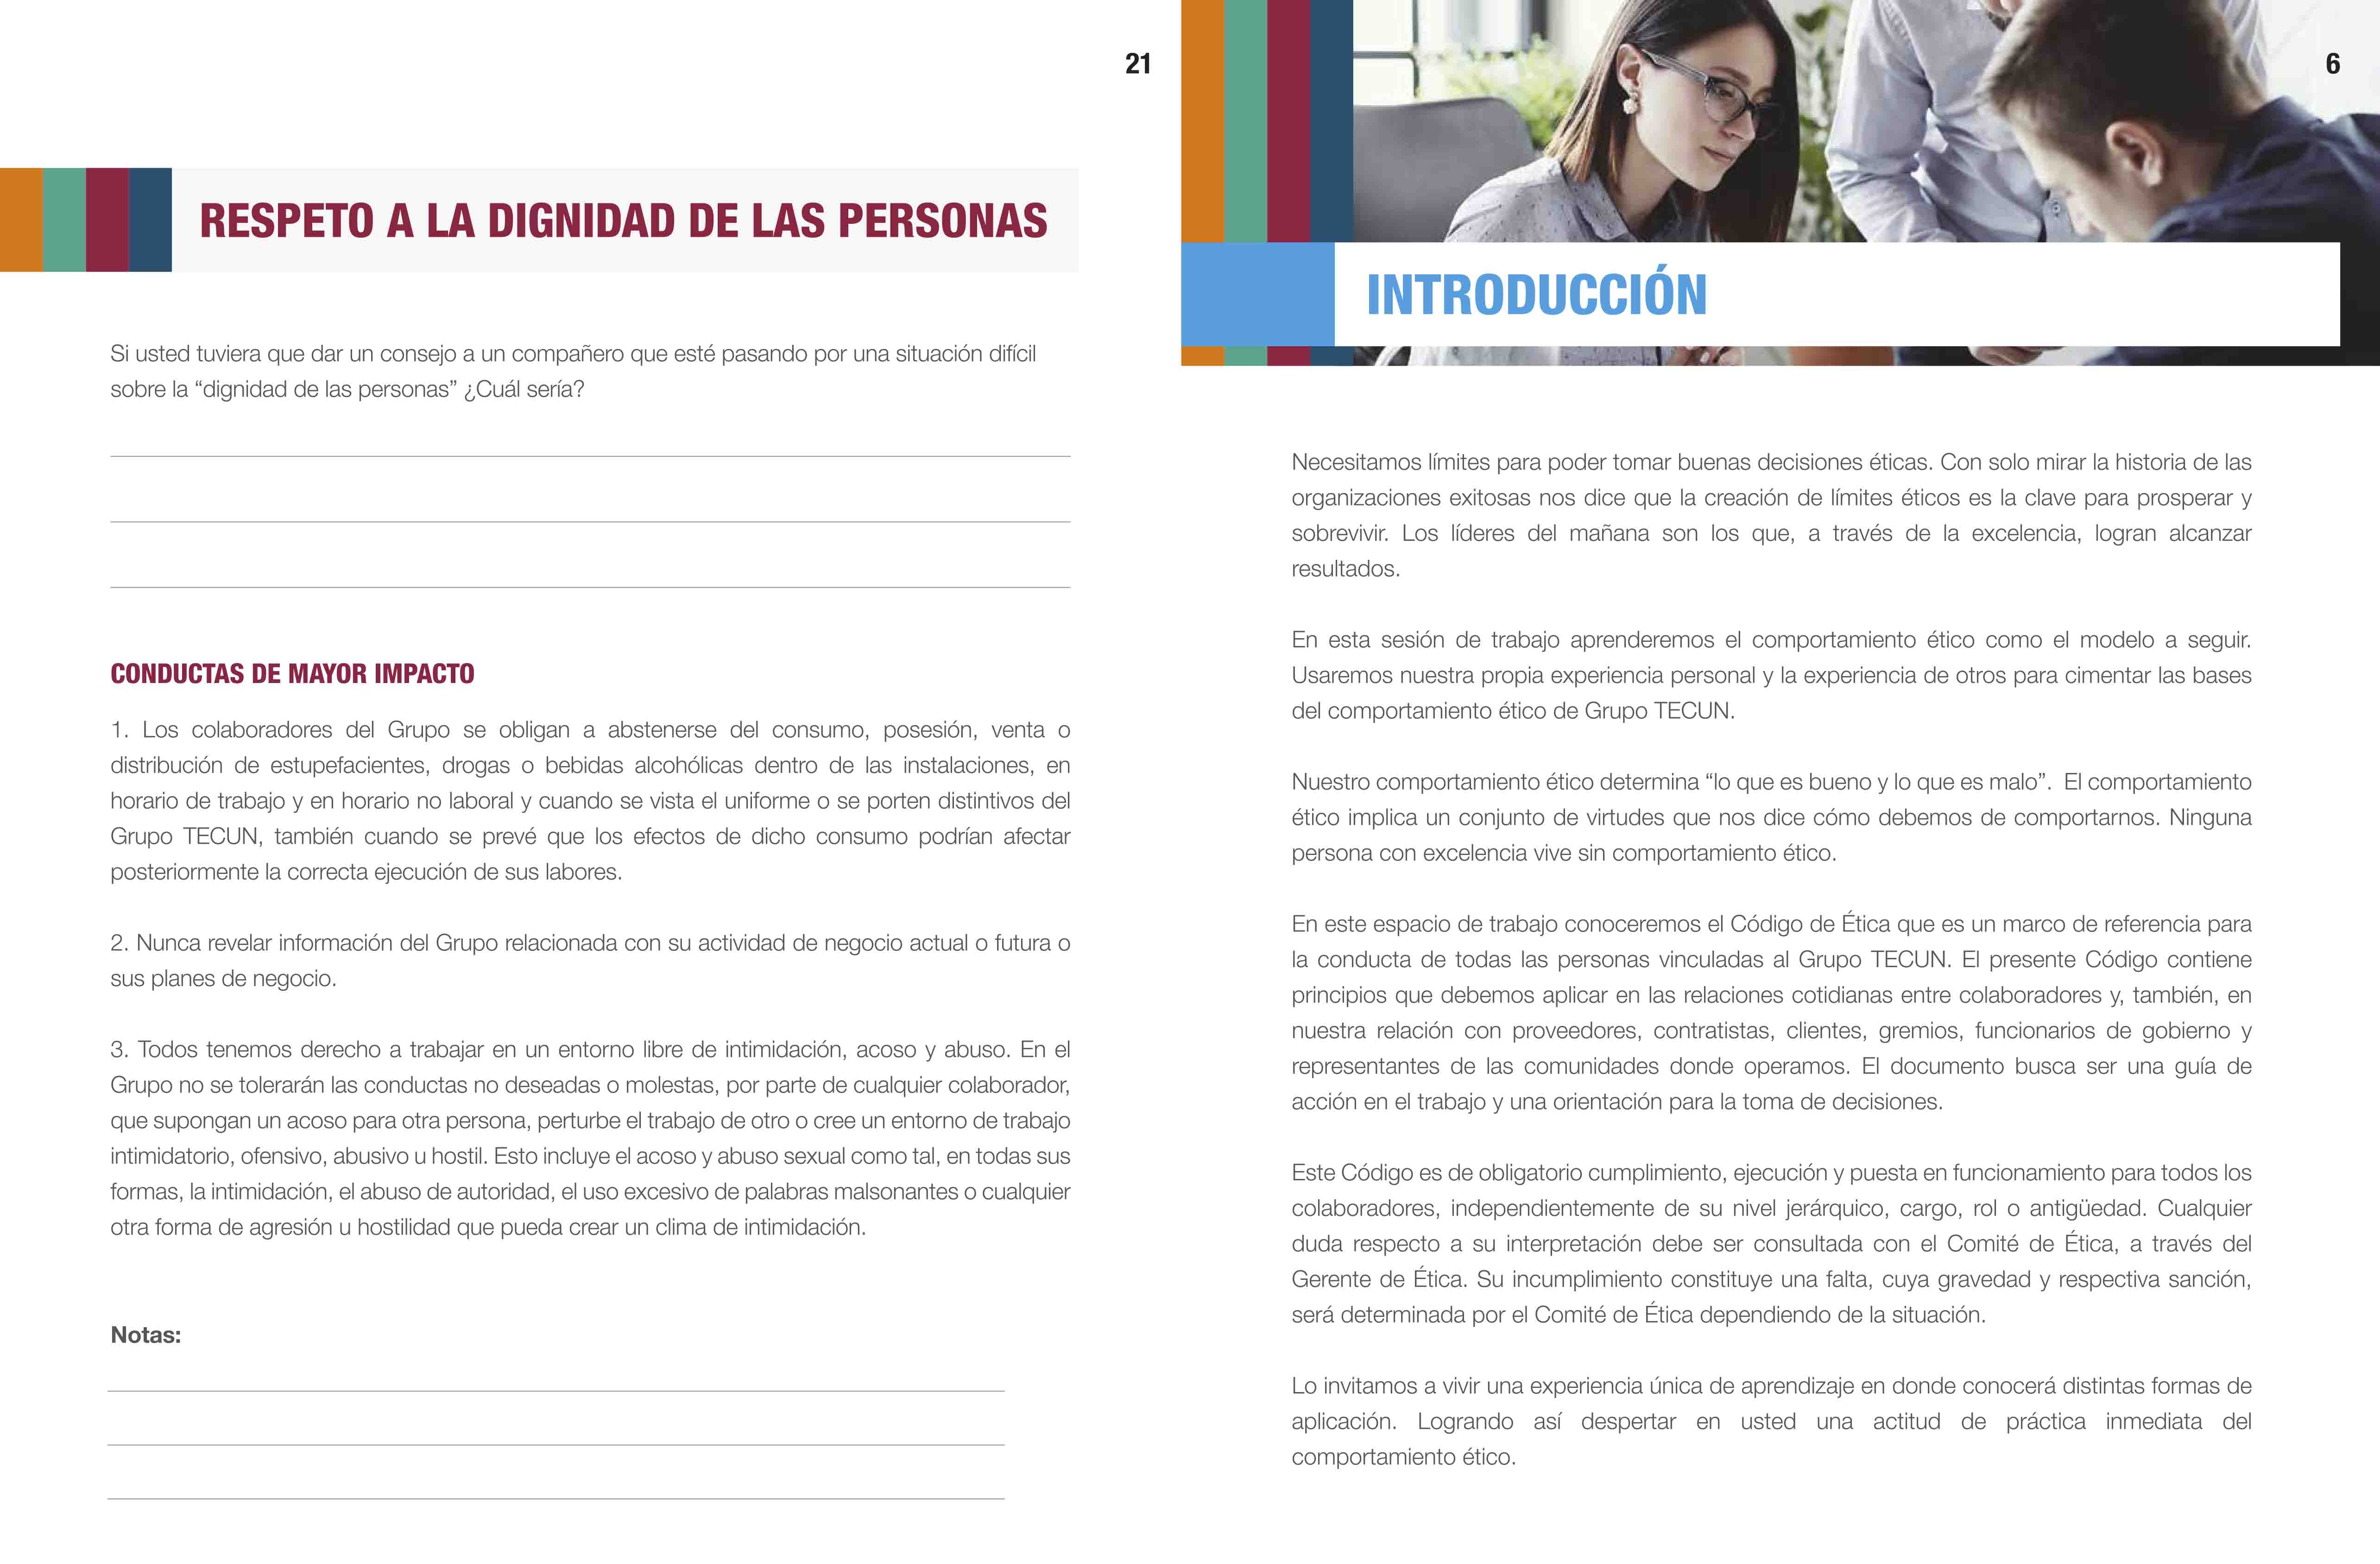 21
RESPETO A LA DIGNIDAD DE LAS PERSONAS
Si usted tuviera que dar un consejo a un compañero que esté pasando por una situación difícil
sobre la “dignidad de las personas” ¿Cuál sería?
CONDUCTAS DE MAYOR IMPACTO
1. Los colaboradores del Grupo se obligan a abstenerse del consumo, posesión, venta o
distribución de estupefacientes, drogas o bebidas alcohólicas dentro de las instalaciones, en
horario de trabajo y en horario no laboral y cuando se vista el uniforme o se porten distintivos del
Grupo TECUN, también cuando se prevé que los efectos de dicho consumo podrían afectar
posteriormente la correcta ejecución de sus labores.
2. Nunca revelar información del Grupo relacionada con su actividad de negocio actual o futura o
sus planes de negocio.
3. Todos tenemos derecho a trabajar en un entorno libre de intimidación, acoso y abuso. En el
Grupo no se tolerarán las conductas no deseadas o molestas, por parte de cualquier colaborador,
que supongan un acoso para otra persona, perturbe el trabajo de otro o cree un entorno de trabajo
intimidatorio, ofensivo, abusivo u hostil. Esto incluye el acoso y abuso sexual como tal, en todas sus
formas, la intimidación, el abuso de autoridad, el uso excesivo de palabras malsonantes o cualquier
otra forma de agresión u hostilidad que pueda crear un clima de intimidación.
Notas:
6
INTRODUCCIÓN
Necesitamos límites para poder tomar buenas decisiones éticas. Con solo mirar la historia de las
organizaciones exitosas nos dice que la creación de límites éticos es la clave para prosperar y
sobrevivir. Los líderes del mañana son los que, a través de la excelencia, logran alcanzar
resultados.
En esta sesión de trabajo aprenderemos el comportamiento ético como el modelo a seguir.
Usaremos nuestra propia experiencia personal y la experiencia de otros para cimentar las bases
del comportamiento ético de Grupo TECUN.
Nuestro comportamiento ético determina “lo que es bueno y lo que es malo”. El comportamiento
ético implica un conjunto de virtudes que nos dice cómo debemos de comportarnos. Ninguna
persona con excelencia vive sin comportamiento ético.
En este espacio de trabajo conoceremos el Código de Ética que es un marco de referencia para
la conducta de todas las personas vinculadas al Grupo TECUN. El presente Código contiene
principios que debemos aplicar en las relaciones cotidianas entre colaboradores y, también, en
nuestra relación con proveedores, contratistas, clientes, gremios, funcionarios de gobierno y
representantes de las comunidades donde operamos. El documento busca ser una guía de
acción en el trabajo y una orientación para la toma de decisiones.
Este Código es de obligatorio cumplimiento, ejecución y puesta en funcionamiento para todos los
colaboradores, independientemente de su nivel jerárquico, cargo, rol o antigüedad. Cualquier
duda respecto a su interpretación debe ser consultada con el Comité de Ética, a través del
Gerente de Ética. Su incumplimiento constituye una falta, cuya gravedad y respectiva sanción,
será determinada por el Comité de Ética dependiendo de la situación.
Lo invitamos a vivir una experiencia única de aprendizaje en donde conocerá distintas formas de
aplicación. Logrando así despertar en usted una actitud de práctica inmediata del
comportamiento ético.